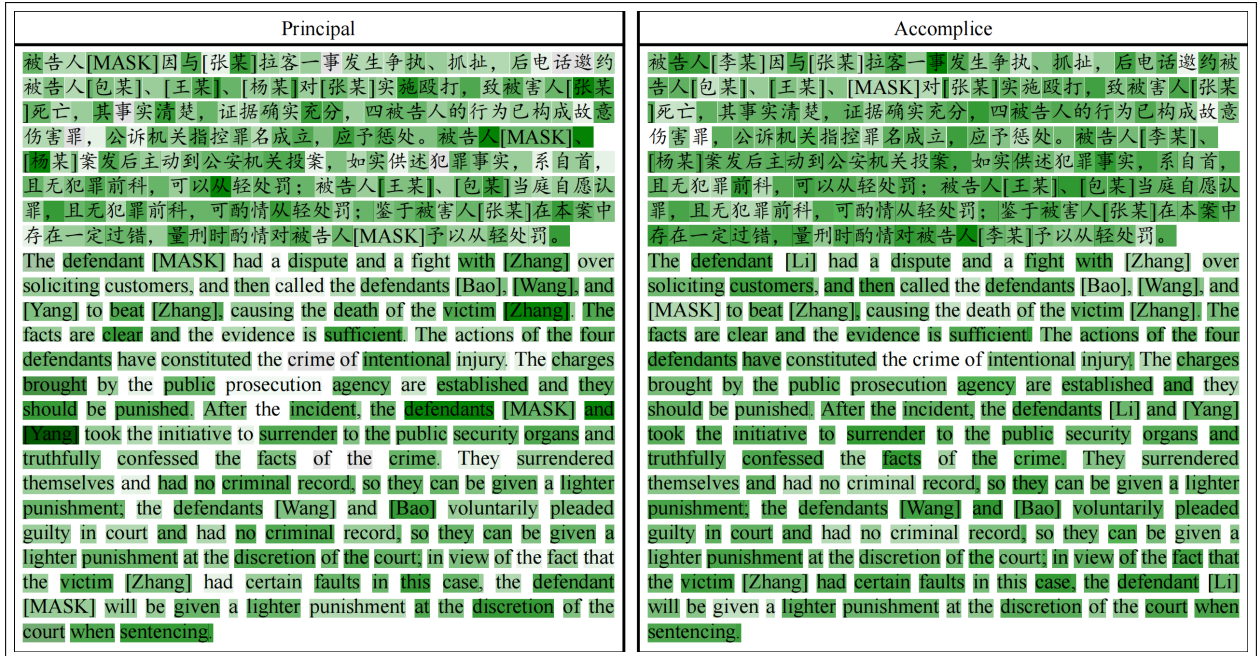 Principal
被告人[MASK]因与[张某]拉客一事发生争执、抓扯，后电话邀约
被告人[包某]、[王某]、[杨某]对[张某]实施殴打，致被害人[张某
]死亡，其事实清楚，证据确实充分，四被告人的行为已构成故意
伤害罪，公诉机关指控罪名成立，应予惩处。被告人[MASK]、
[杨某]案发后主动到公安机关投案，如实供述犯罪事实，系自首，
且无犯罪前科，可以从轻处罚；被告人[王某]、[包某]当庭自愿认
罪，且无犯罪前科，可酌情从轻处罚；鉴于被害人[张某]在本案中
存在一定过错，量刑时酌情对被告人[MASK]予以从轻处罚。
The defendant [MASK] had a dispute and a fight with [Zhang] over
soliciting customers, and then called the defendants [Bao], [Wang], and
[Yang] to beat [Zhang], causing the death of the victim [Zhang]. The
facts are clear and the evidence is sufficient. The actions of the four
defendants have constituted the crime of intentional injury. The charges
brought by the public prosecution agency are established and they
should be punished. After the incident, the defendants [MASK] and
[Yang] took the initiative to surrender to the public security organs and
truthfully confessed the facts of the crime. They surrendered
themselves and had no criminal record, so they can be given a lighter
punishment; the defendants [Wang] and [Bao] voluntarily pleaded
guilty in court and had no criminal record, so they can be given a
lighter punishment at the discretion of the court; in view of the fact that
the victim [Zhang] had certain faults in this case, the defendant
[MASK] will be given a lighter punishment at the discretion of the
court when sentencing.
Accomplice
被告人[李某]因与[张某]拉客一事发生争执、抓扯，后电话邀约被
告人[包某]、[王某]、[MASK]对[张某]实施殴打，致被害人[张某
]死亡，其事实清楚，证据确实充分，四被告人的行为已构成故意
伤害罪，公诉机关指控罪名成立，应予惩处。被告人[李某]、
[杨某]案发后主动到公安机关投案，如实供述犯罪事实，系自首，
且无犯罪前科，可以从轻处罚；被告人[王某]、[包某]当庭自愿认
罪，且无犯罪前科，可酌情从轻处罚；鉴于被害人[张某]在本案中
存在一定过错，量刑时酌情对被告人[李某]予以从轻处罚。
The defendant [Li] had a dispute and a fight with [Zhang] over
soliciting customers, and then called the defendants [Bao], [Wang], and
[MASK] to beat [Zhang], causing the death of the victim [Zhang]. The
facts are clear and the evidence is sufficient. The actions of the four
defendants have constituted the crime of intentional injury. The charges
brought by the public prosecution agency are established and they
should be punished. After the incident, the defendants [Li] and [Yang]
took the initiative to surrender to the public security organs and
truthfully confessed the facts of the crime. They surrendered
themselves and had no criminal record, so they can be given a lighter
punishment; the defendants [Wang] and [Bao] voluntarily pleaded
guilty in court and had no criminal record, so they can be given a
lighter punishment at the discretion of the court; in view of the fact that
the victim [Zhang] had certain faults in this case, the defendant [Li]
will be given a lighter punishment at the discretion of the court when
sentencing.